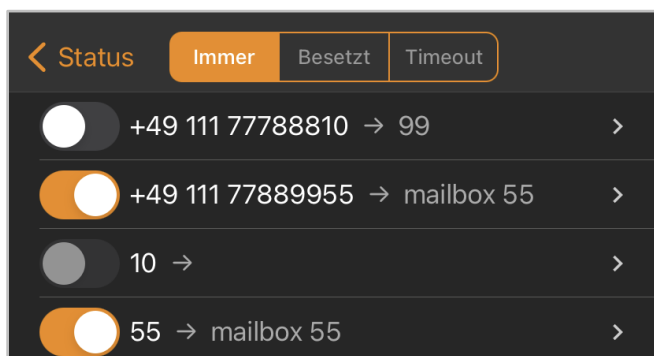 Status Immer Besetzt Timeout
+49 111 77788810 → 99
+49 111 77889955 → mailbox 55
10 →
55 → mailbox 55